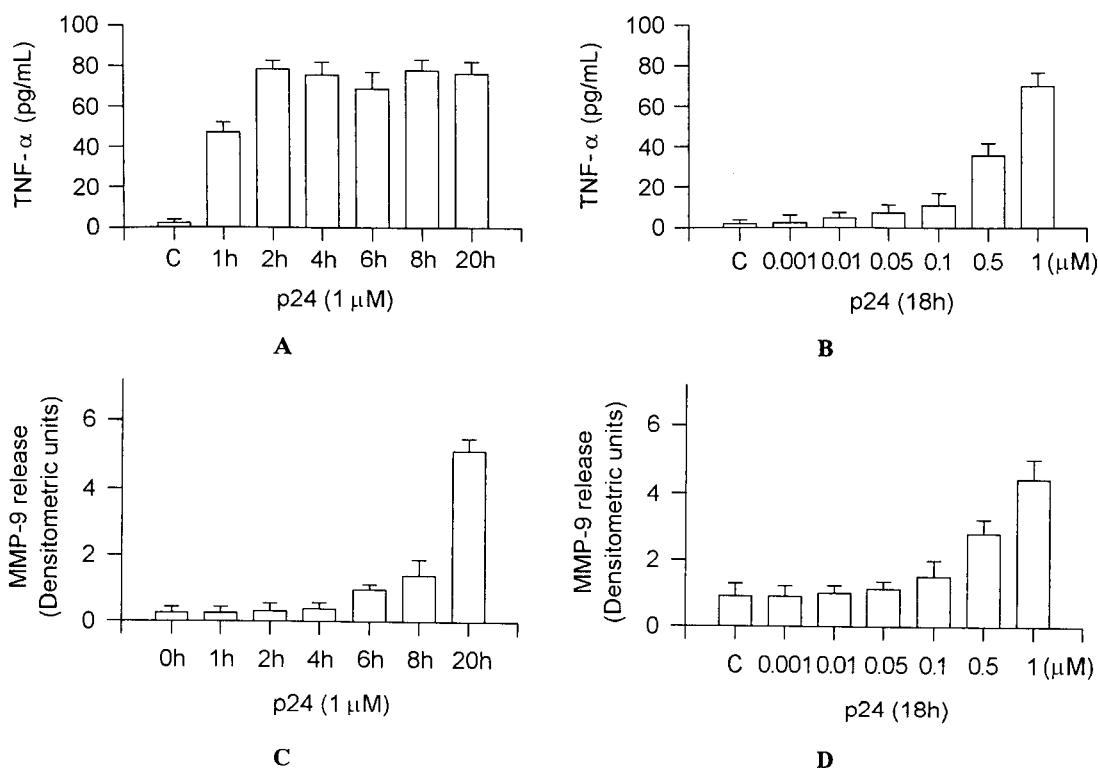 TNF-α (pg/mL)
100
80
60
40
20
0
C 1h 2h 4h 6h 8h 20h
p24 (1 μM)
A
TNF-α (pg/mL)
100
80
60
40
20
0
C 0.001 0.01 0.05 0.1 0.5 1 (μM)
p24 (18h)
B
MMP-9 release
(Densitometric units)
6
4
2
0
0h 1h 2h 4h 6h 8h 20h
p24 (1 μM)
C
MMP-9 release
(Densitometric units)
6
4
2
0
C 0.001 0.01 0.05 0.1 0.5 1 (μM)
p24 (18h)
D